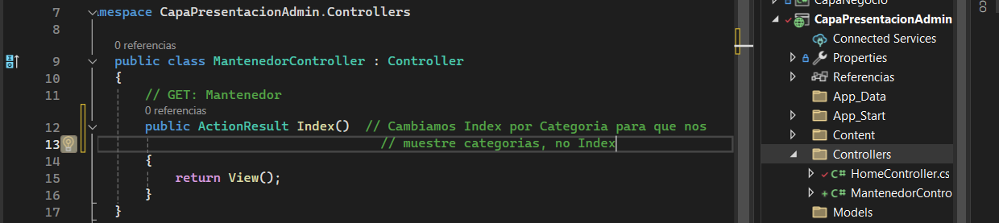 7 mespace CapaPresentacionAdmin.Controllers
8
0 referencias
9 public class MantenedorController : Controller
10 {
11 // GET: Mantenedor
0 referencias
12 public ActionResult Index() // Cambiamos Index por Categoria para que nos
13 // muestre categorias, no Index
14 {
15 return View();
16 }
17 }
CapaNegocio
CapaPresentacionAdmin
Connected Services
Properties
Referencias
App_Data
App_Start
Content
Controllers
C# HomeController.cs
C# MantenedorContro
Models
co